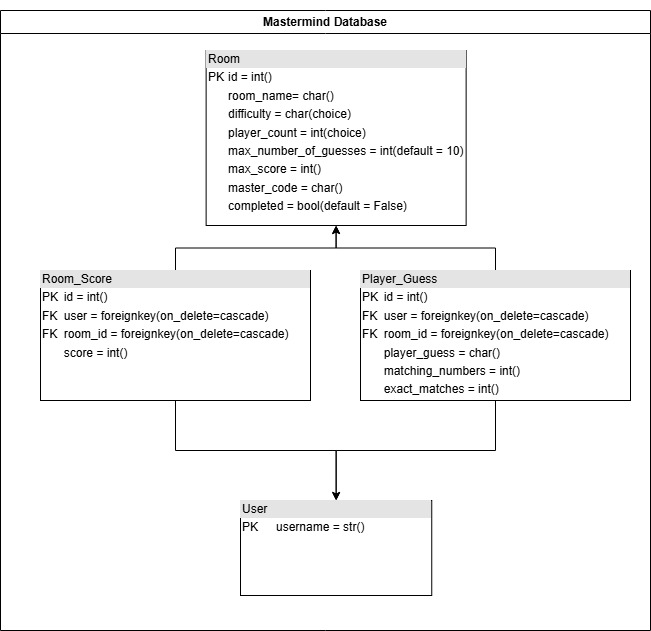 Mastermind Database
Room
PK id = int()
room_name= char()
difficulty = char(choice)
player_count = int(choice)
max_number_of_guesses = int(default = 10)
max_score = int()
master_code = char()
completed = bool(default = False)
Room_Score
PK id = int()
FK user = foreignkey(on_delete=cascade)
FK room_id = foreignkey(on_delete=cascade)
score = int()
Player_Guess
PK id = int()
FK user = foreignkey(on_delete=cascade)
FK room_id = foreignkey(on_delete=cascade)
player_guess = char()
matching_numbers = int()
exact_matches = int()
User
PK username = str()